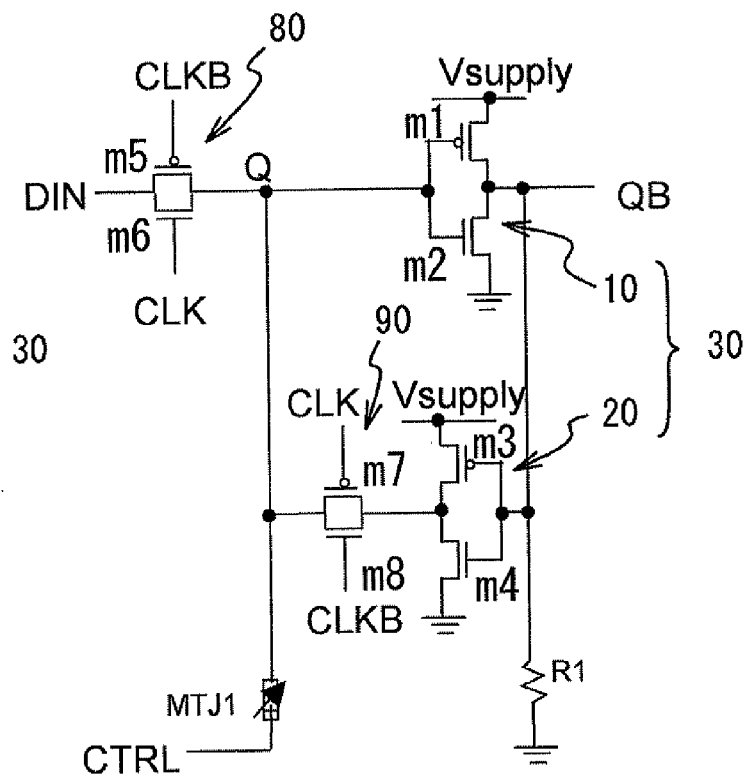 80
CLKB
Vsupply
m5
m1
DIN
Q
QB
m6
m2
CLK
10
30
90
30
CLK
Vsupply
20
m7
m3
m8
m4
CLKB
MTJ1
R1
CTRL